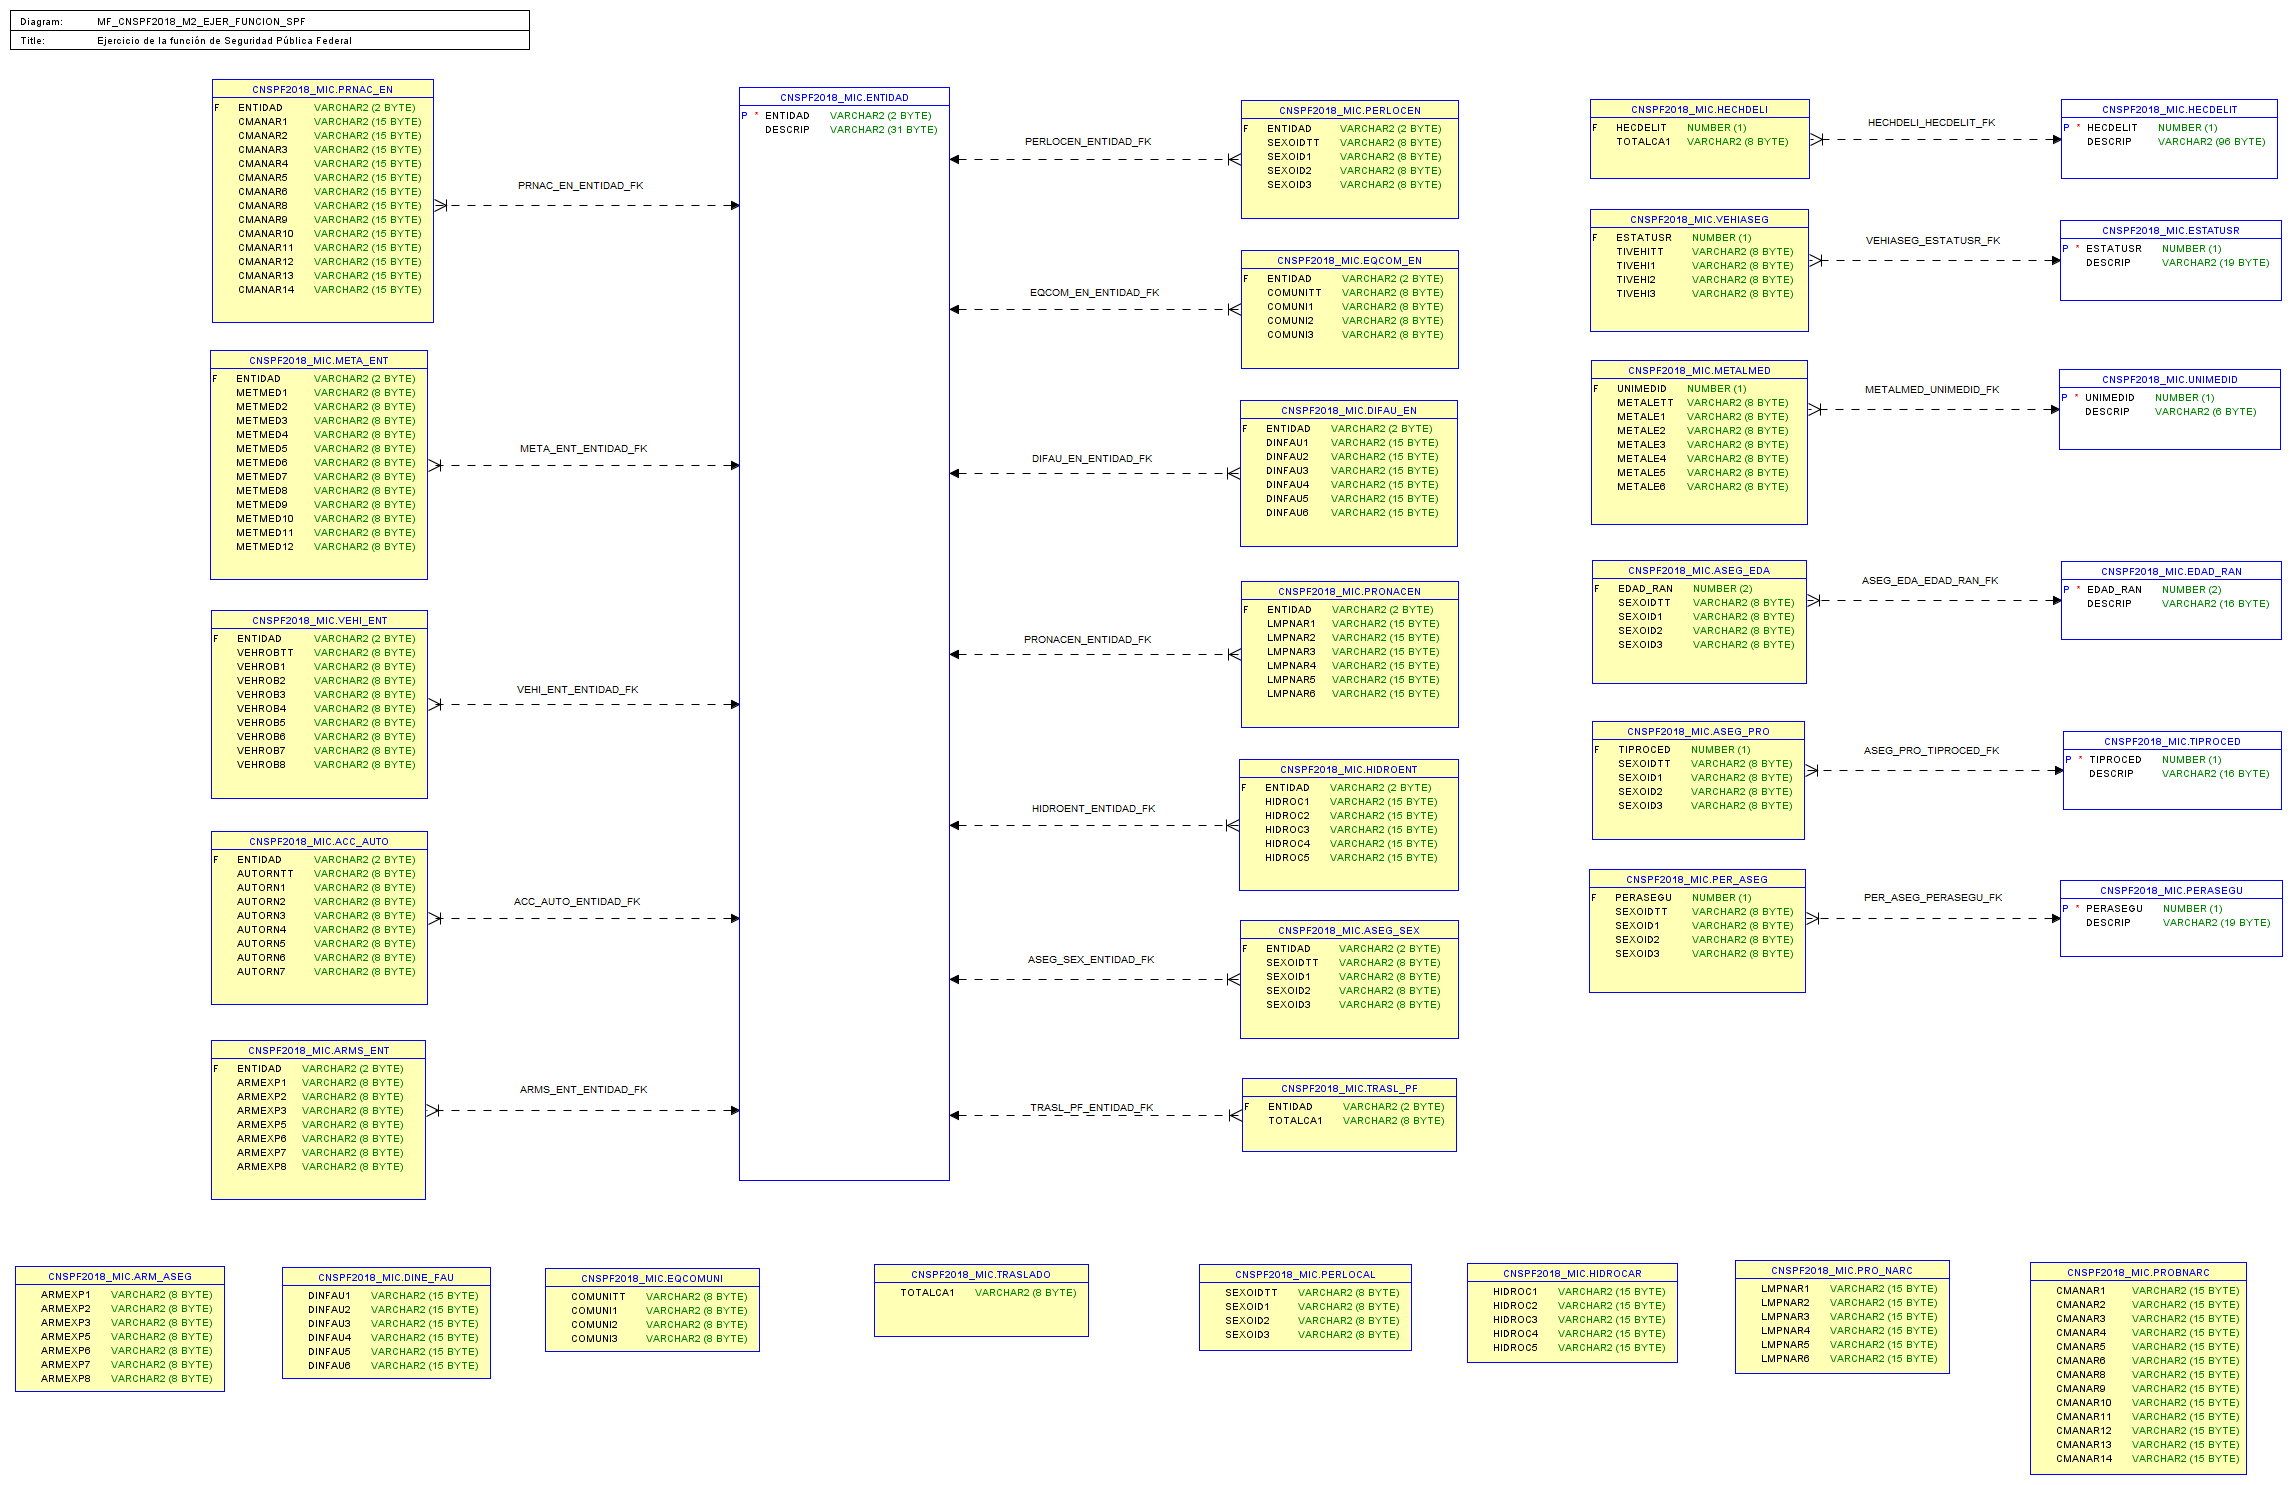 Diagram: MF_CNSPF2018_M2_EJER_FUNCION_SPF
Title: Ejercicio de la función de Seguridad Pública Federal
CNSPF2018_MIC.PRNAC_EN
F ENTIDAD VARCHAR2 (2 BYTE)
CMANAR1 VARCHAR2 (15 BYTE)
CMANAR2 VARCHAR2 (15 BYTE)
CMANAR3 VARCHAR2 (15 BYTE)
CMANAR4 VARCHAR2 (15 BYTE)
CMANAR5 VARCHAR2 (15 BYTE)
CMANAR6 VARCHAR2 (15 BYTE)
CMANAR8 VARCHAR2 (15 BYTE)
CMANAR9 VARCHAR2 (15 BYTE)
CMANAR10 VARCHAR2 (15 BYTE)
CMANAR11 VARCHAR2 (15 BYTE)
CMANAR12 VARCHAR2 (15 BYTE)
CMANAR13 VARCHAR2 (15 BYTE)
CMANAR14 VARCHAR2 (15 BYTE)
PRNAC_EN_ENTIDAD_FK
CNSPF2018_MIC.META_ENT
F ENTIDAD VARCHAR2 (2 BYTE)
METMED1 VARCHAR2 (8 BYTE)
METMED2 VARCHAR2 (8 BYTE)
METMED3 VARCHAR2 (8 BYTE)
METMED4 VARCHAR2 (8 BYTE)
METMED5 VARCHAR2 (8 BYTE)
METMED6 VARCHAR2 (8 BYTE)
METMED7 VARCHAR2 (8 BYTE)
METMED8 VARCHAR2 (8 BYTE)
METMED9 VARCHAR2 (8 BYTE)
METMED10 VARCHAR2 (8 BYTE)
METMED11 VARCHAR2 (8 BYTE)
METMED12 VARCHAR2 (8 BYTE)
META_ENT_ENTIDAD_FK
CNSPF2018_MIC.VEHI_ENT
F ENTIDAD VARCHAR2 (2 BYTE)
VEHROBTT VARCHAR2 (8 BYTE)
VEHROB1 VARCHAR2 (8 BYTE)
VEHROB2 VARCHAR2 (8 BYTE)
VEHROB3 VARCHAR2 (8 BYTE)
VEHROB4 VARCHAR2 (8 BYTE)
VEHROB5 VARCHAR2 (8 BYTE)
VEHROB6 VARCHAR2 (8 BYTE)
VEHROB7 VARCHAR2 (8 BYTE)
VEHROB8 VARCHAR2 (8 BYTE)
VEHI_ENT_ENTIDAD_FK
CNSPF2018_MIC.ACC_AUTO
F ENTIDAD VARCHAR2 (2 BYTE)
AUTORNTT VARCHAR2 (8 BYTE)
AUTORN1 VARCHAR2 (8 BYTE)
AUTORN2 VARCHAR2 (8 BYTE)
AUTORN3 VARCHAR2 (8 BYTE)
AUTORN4 VARCHAR2 (8 BYTE)
AUTORN5 VARCHAR2 (8 BYTE)
AUTORN6 VARCHAR2 (8 BYTE)
AUTORN7 VARCHAR2 (8 BYTE)
ACC_AUTO_ENTIDAD_FK
CNSPF2018_MIC.ARMS_ENT
F ENTIDAD VARCHAR2 (2 BYTE)
ARMEXP1 VARCHAR2 (8 BYTE)
ARMEXP2 VARCHAR2 (8 BYTE)
ARMEXP3 VARCHAR2 (8 BYTE)
ARMEXP5 VARCHAR2 (8 BYTE)
ARMEXP6 VARCHAR2 (8 BYTE)
ARMEXP7 VARCHAR2 (8 BYTE)
ARMEXP8 VARCHAR2 (8 BYTE)
ARMS_ENT_ENTIDAD_FK
CNSPF2018_MIC.ENTIDAD
P * ENTIDAD VARCHAR2 (2 BYTE)
DESCRIP VARCHAR2 (31 BYTE)
PERLOCEN_ENTIDAD_FK
CNSPF2018_MIC.PERLOCEN
F ENTIDAD VARCHAR2 (2 BYTE)
SEXOIDTT VARCHAR2 (8 BYTE)
SEXOID1 VARCHAR2 (8 BYTE)
SEXOID2 VARCHAR2 (8 BYTE)
SEXOID3 VARCHAR2 (8 BYTE)
EQCOM_EN_ENTIDAD_FK
CNSPF2018_MIC.EQCOM_EN
F ENTIDAD VARCHAR2 (2 BYTE)
COMUNITT VARCHAR2 (8 BYTE)
COMUNI1 VARCHAR2 (8 BYTE)
COMUNI2 VARCHAR2 (8 BYTE)
COMUNI3 VARCHAR2 (8 BYTE)
DIFAU_EN_ENTIDAD_FK
CNSPF2018_MIC.DIFAU_EN
F ENTIDAD VARCHAR2 (2 BYTE)
DINFAU1 VARCHAR2 (15 BYTE)
DINFAU2 VARCHAR2 (15 BYTE)
DINFAU3 VARCHAR2 (15 BYTE)
DINFAU4 VARCHAR2 (15 BYTE)
DINFAU5 VARCHAR2 (15 BYTE)
DINFAU6 VARCHAR2 (15 BYTE)
PRONACEN_ENTIDAD_FK
CNSPF2018_MIC.PRONACEN
F ENTIDAD VARCHAR2 (2 BYTE)
LMPNAR1 VARCHAR2 (15 BYTE)
LMPNAR2 VARCHAR2 (15 BYTE)
LMPNAR3 VARCHAR2 (15 BYTE)
LMPNAR4 VARCHAR2 (15 BYTE)
LMPNAR5 VARCHAR2 (15 BYTE)
LMPNAR6 VARCHAR2 (15 BYTE)
HIDROENT_ENTIDAD_FK
CNSPF2018_MIC.HIDROENT
F ENTIDAD VARCHAR2 (2 BYTE)
HIDROC1 VARCHAR2 (15 BYTE)
HIDROC2 VARCHAR2 (15 BYTE)
HIDROC3 VARCHAR2 (15 BYTE)
HIDROC4 VARCHAR2 (15 BYTE)
HIDROC5 VARCHAR2 (15 BYTE)
ASEG_SEX_ENTIDAD_FK
CNSPF2018_MIC.ASEG_SEX
F ENTIDAD VARCHAR2 (2 BYTE)
SEXOIDTT VARCHAR2 (8 BYTE)
SEXOID1 VARCHAR2 (8 BYTE)
SEXOID2 VARCHAR2 (8 BYTE)
SEXOID3 VARCHAR2 (8 BYTE)
TRASL_PF_ENTIDAD_FK
CNSPF2018_MIC.TRASL_PF
F ENTIDAD VARCHAR2 (2 BYTE)
TOTALCA1 VARCHAR2 (8 BYTE)
CNSPF2018_MIC.HECHDELI
F HECDELIT NUMBER (1)
TOTALCA1 VARCHAR2 (8 BYTE)
HECHDELI_HECDELIT_FK
CNSPF2018_MIC.HECDELIT
P * HECDELIT NUMBER (1)
DESCRIP VARCHAR2 (96 BYTE)
CNSPF2018_MIC.VEHIASEG
F ESTATUSR NUMBER (1)
TIVEHITT VARCHAR2 (8 BYTE)
TIVEHI1 VARCHAR2 (8 BYTE)
TIVEHI2 VARCHAR2 (8 BYTE)
TIVEHI3 VARCHAR2 (8 BYTE)
VEHIASEG_ESTATUSR_FK
CNSPF2018_MIC.ESTATUSR
P * ESTATUSR NUMBER (1)
DESCRIP VARCHAR2 (19 BYTE)
CNSPF2018_MIC.METALMED
F UNIMEDID NUMBER (1)
METALETT VARCHAR2 (8 BYTE)
METALE1 VARCHAR2 (8 BYTE)
METALE2 VARCHAR2 (8 BYTE)
METALE3 VARCHAR2 (8 BYTE)
METALE4 VARCHAR2 (8 BYTE)
METALE5 VARCHAR2 (8 BYTE)
METALE6 VARCHAR2 (8 BYTE)
METALMED_UNIMEDID_FK
CNSPF2018_MIC.UNIMEDID
P * UNIMEDID NUMBER (1)
DESCRIP VARCHAR2 (6 BYTE)
CNSPF2018_MIC.ASEG_EDA
F EDAD_RAN NUMBER (2)
SEXOIDTT VARCHAR2 (8 BYTE)
SEXOID1 VARCHAR2 (8 BYTE)
SEXOID2 VARCHAR2 (8 BYTE)
SEXOID3 VARCHAR2 (8 BYTE)
ASEG_EDA_EDAD_RAN_FK
CNSPF2018_MIC.EDAD_RAN
P * EDAD_RAN NUMBER (2)
DESCRIP VARCHAR2 (16 BYTE)
CNSPF2018_MIC.ASEG_PRO
F TIPROCED NUMBER (1)
SEXOIDTT VARCHAR2 (8 BYTE)
SEXOID1 VARCHAR2 (8 BYTE)
SEXOID2 VARCHAR2 (8 BYTE)
SEXOID3 VARCHAR2 (8 BYTE)
ASEG_PRO_TIPROCED_FK
CNSPF2018_MIC.TIPROCED
P * TIPROCED NUMBER (1)
DESCRIP VARCHAR2 (16 BYTE)
CNSPF2018_MIC.PER_ASEG
F PERASEGU NUMBER (1)
SEXOIDTT VARCHAR2 (8 BYTE)
SEXOID1 VARCHAR2 (8 BYTE)
SEXOID2 VARCHAR2 (8 BYTE)
SEXOID3 VARCHAR2 (8 BYTE)
PER_ASEG_PERASEGU_FK
CNSPF2018_MIC.PERASEGU
P * PERASEGU NUMBER (1)
DESCRIP VARCHAR2 (19 BYTE)
CNSPF2018_MIC.ARM_ASEG
ARMEXP1 VARCHAR2 (8 BYTE)
ARMEXP2 VARCHAR2 (8 BYTE)
ARMEXP3 VARCHAR2 (8 BYTE)
ARMEXP5 VARCHAR2 (8 BYTE)
ARMEXP6 VARCHAR2 (8 BYTE)
ARMEXP7 VARCHAR2 (8 BYTE)
ARMEXP8 VARCHAR2 (8 BYTE)
CNSPF2018_MIC.DINE_FAU
DINFAU1 VARCHAR2 (15 BYTE)
DINFAU2 VARCHAR2 (15 BYTE)
DINFAU3 VARCHAR2 (15 BYTE)
DINFAU4 VARCHAR2 (15 BYTE)
DINFAU5 VARCHAR2 (15 BYTE)
DINFAU6 VARCHAR2 (15 BYTE)
CNSPF2018_MIC.EQCOMUNI
COMUNITT VARCHAR2 (8 BYTE)
COMUNI1 VARCHAR2 (8 BYTE)
COMUNI2 VARCHAR2 (8 BYTE)
COMUNI3 VARCHAR2 (8 BYTE)
CNSPF2018_MIC.TRASLADO
TOTALCA1 VARCHAR2 (8 BYTE)
CNSPF2018_MIC.PERLOCAL
SEXOIDTT VARCHAR2 (8 BYTE)
SEXOID1 VARCHAR2 (8 BYTE)
SEXOID2 VARCHAR2 (8 BYTE)
SEXOID3 VARCHAR2 (8 BYTE)
CNSPF2018_MIC.HIDROCAR
HIDROC1 VARCHAR2 (15 BYTE)
HIDROC2 VARCHAR2 (15 BYTE)
HIDROC3 VARCHAR2 (15 BYTE)
HIDROC4 VARCHAR2 (15 BYTE)
HIDROC5 VARCHAR2 (15 BYTE)
CNSPF2018_MIC.PRO_NARC
LMPNAR1 VARCHAR2 (15 BYTE)
LMPNAR2 VARCHAR2 (15 BYTE)
LMPNAR3 VARCHAR2 (15 BYTE)
LMPNAR4 VARCHAR2 (15 BYTE)
LMPNAR5 VARCHAR2 (15 BYTE)
LMPNAR6 VARCHAR2 (15 BYTE)
CNSPF2018_MIC.PROBNARC
CMANAR1 VARCHAR2 (15 BYTE)
CMANAR2 VARCHAR2 (15 BYTE)
CMANAR3 VARCHAR2 (15 BYTE)
CMANAR4 VARCHAR2 (15 BYTE)
CMANAR5 VARCHAR2 (15 BYTE)
CMANAR6 VARCHAR2 (15 BYTE)
CMANAR8 VARCHAR2 (15 BYTE)
CMANAR9 VARCHAR2 (15 BYTE)
CMANAR10 VARCHAR2 (15 BYTE)
CMANAR11 VARCHAR2 (15 BYTE)
CMANAR12 VARCHAR2 (15 BYTE)
CMANAR13 VARCHAR2 (15 BYTE)
CMANAR14 VARCHAR2 (15 BYTE)